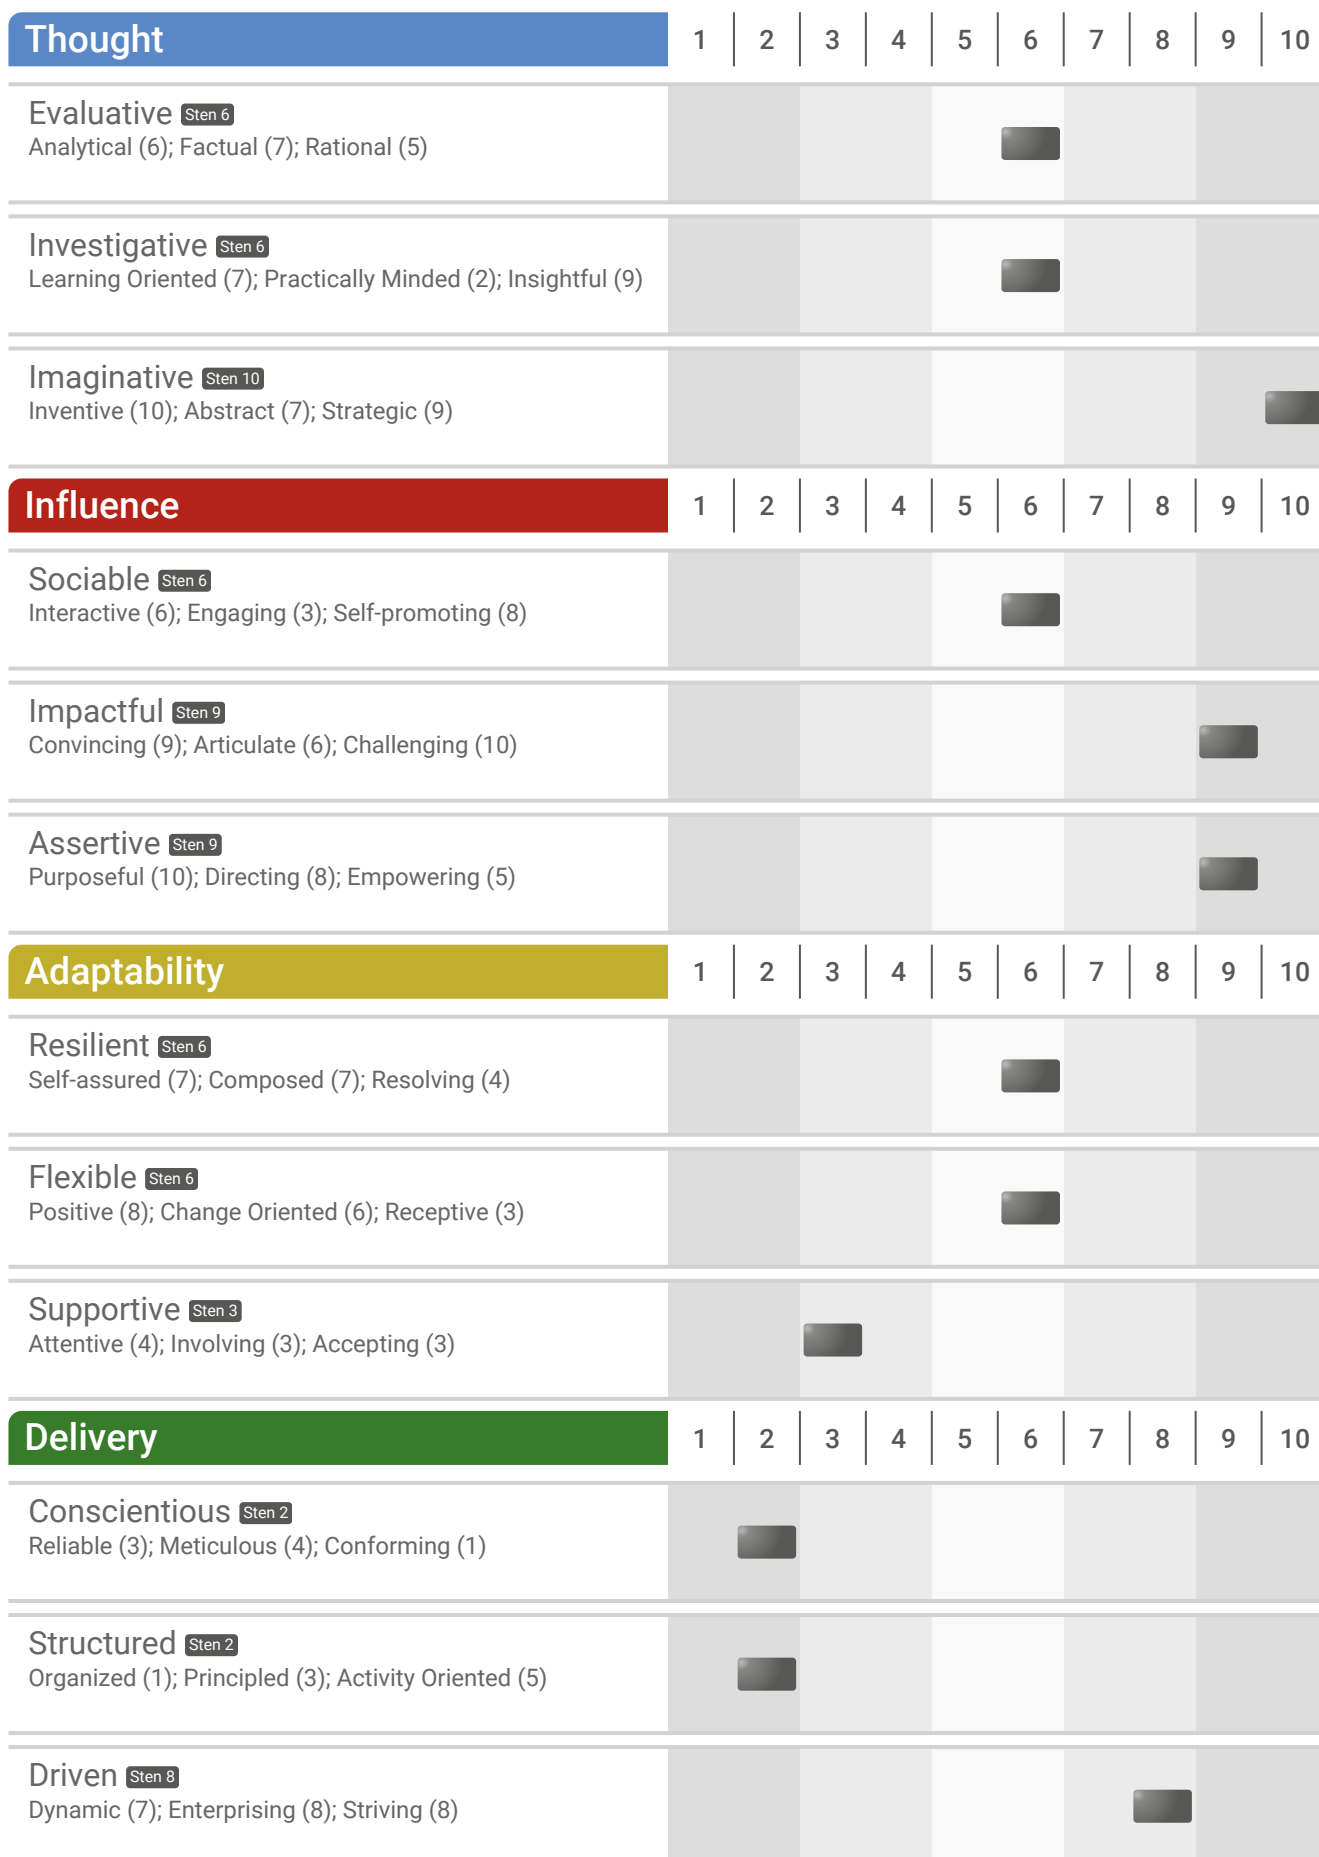 Thought 1 2 3 4 5 6 7 8 9 10
Evaluative Sten 6
Analytical (6); Factual (7); Rational (5)
Investigative Sten 6
Learning Oriented (7); Practically Minded (2); Insightful (9)
Imaginative Sten 10
Inventive (10); Abstract (7); Strategic (9)
Influence 1 2 3 4 5 6 7 8 9 10
Sociable Sten 6
Interactive (6); Engaging (3); Self-promoting (8)
Impactful Sten 9
Convincing (9); Articulate (6); Challenging (10)
Assertive Sten 9
Purposeful (10); Directing (8); Empowering (5)
Adaptability 1 2 3 4 5 6 7 8 9 10
Resilient Sten 6
Self-assured (7); Composed (7); Resolving (4)
Flexible Sten 6
Positive (8); Change Oriented (6); Receptive (3)
Supportive Sten 3
Attentive (4); Involving (3); Accepting (3)
Delivery 1 2 3 4 5 6 7 8 9 10
Conscientious Sten 2
Reliable (3); Meticulous (4); Conforming (1)
Structured Sten 2
Organized (1); Principled (3); Activity Oriented (5)
Driven Sten 8
Dynamic (7); Enterprising (8); Striving (8)